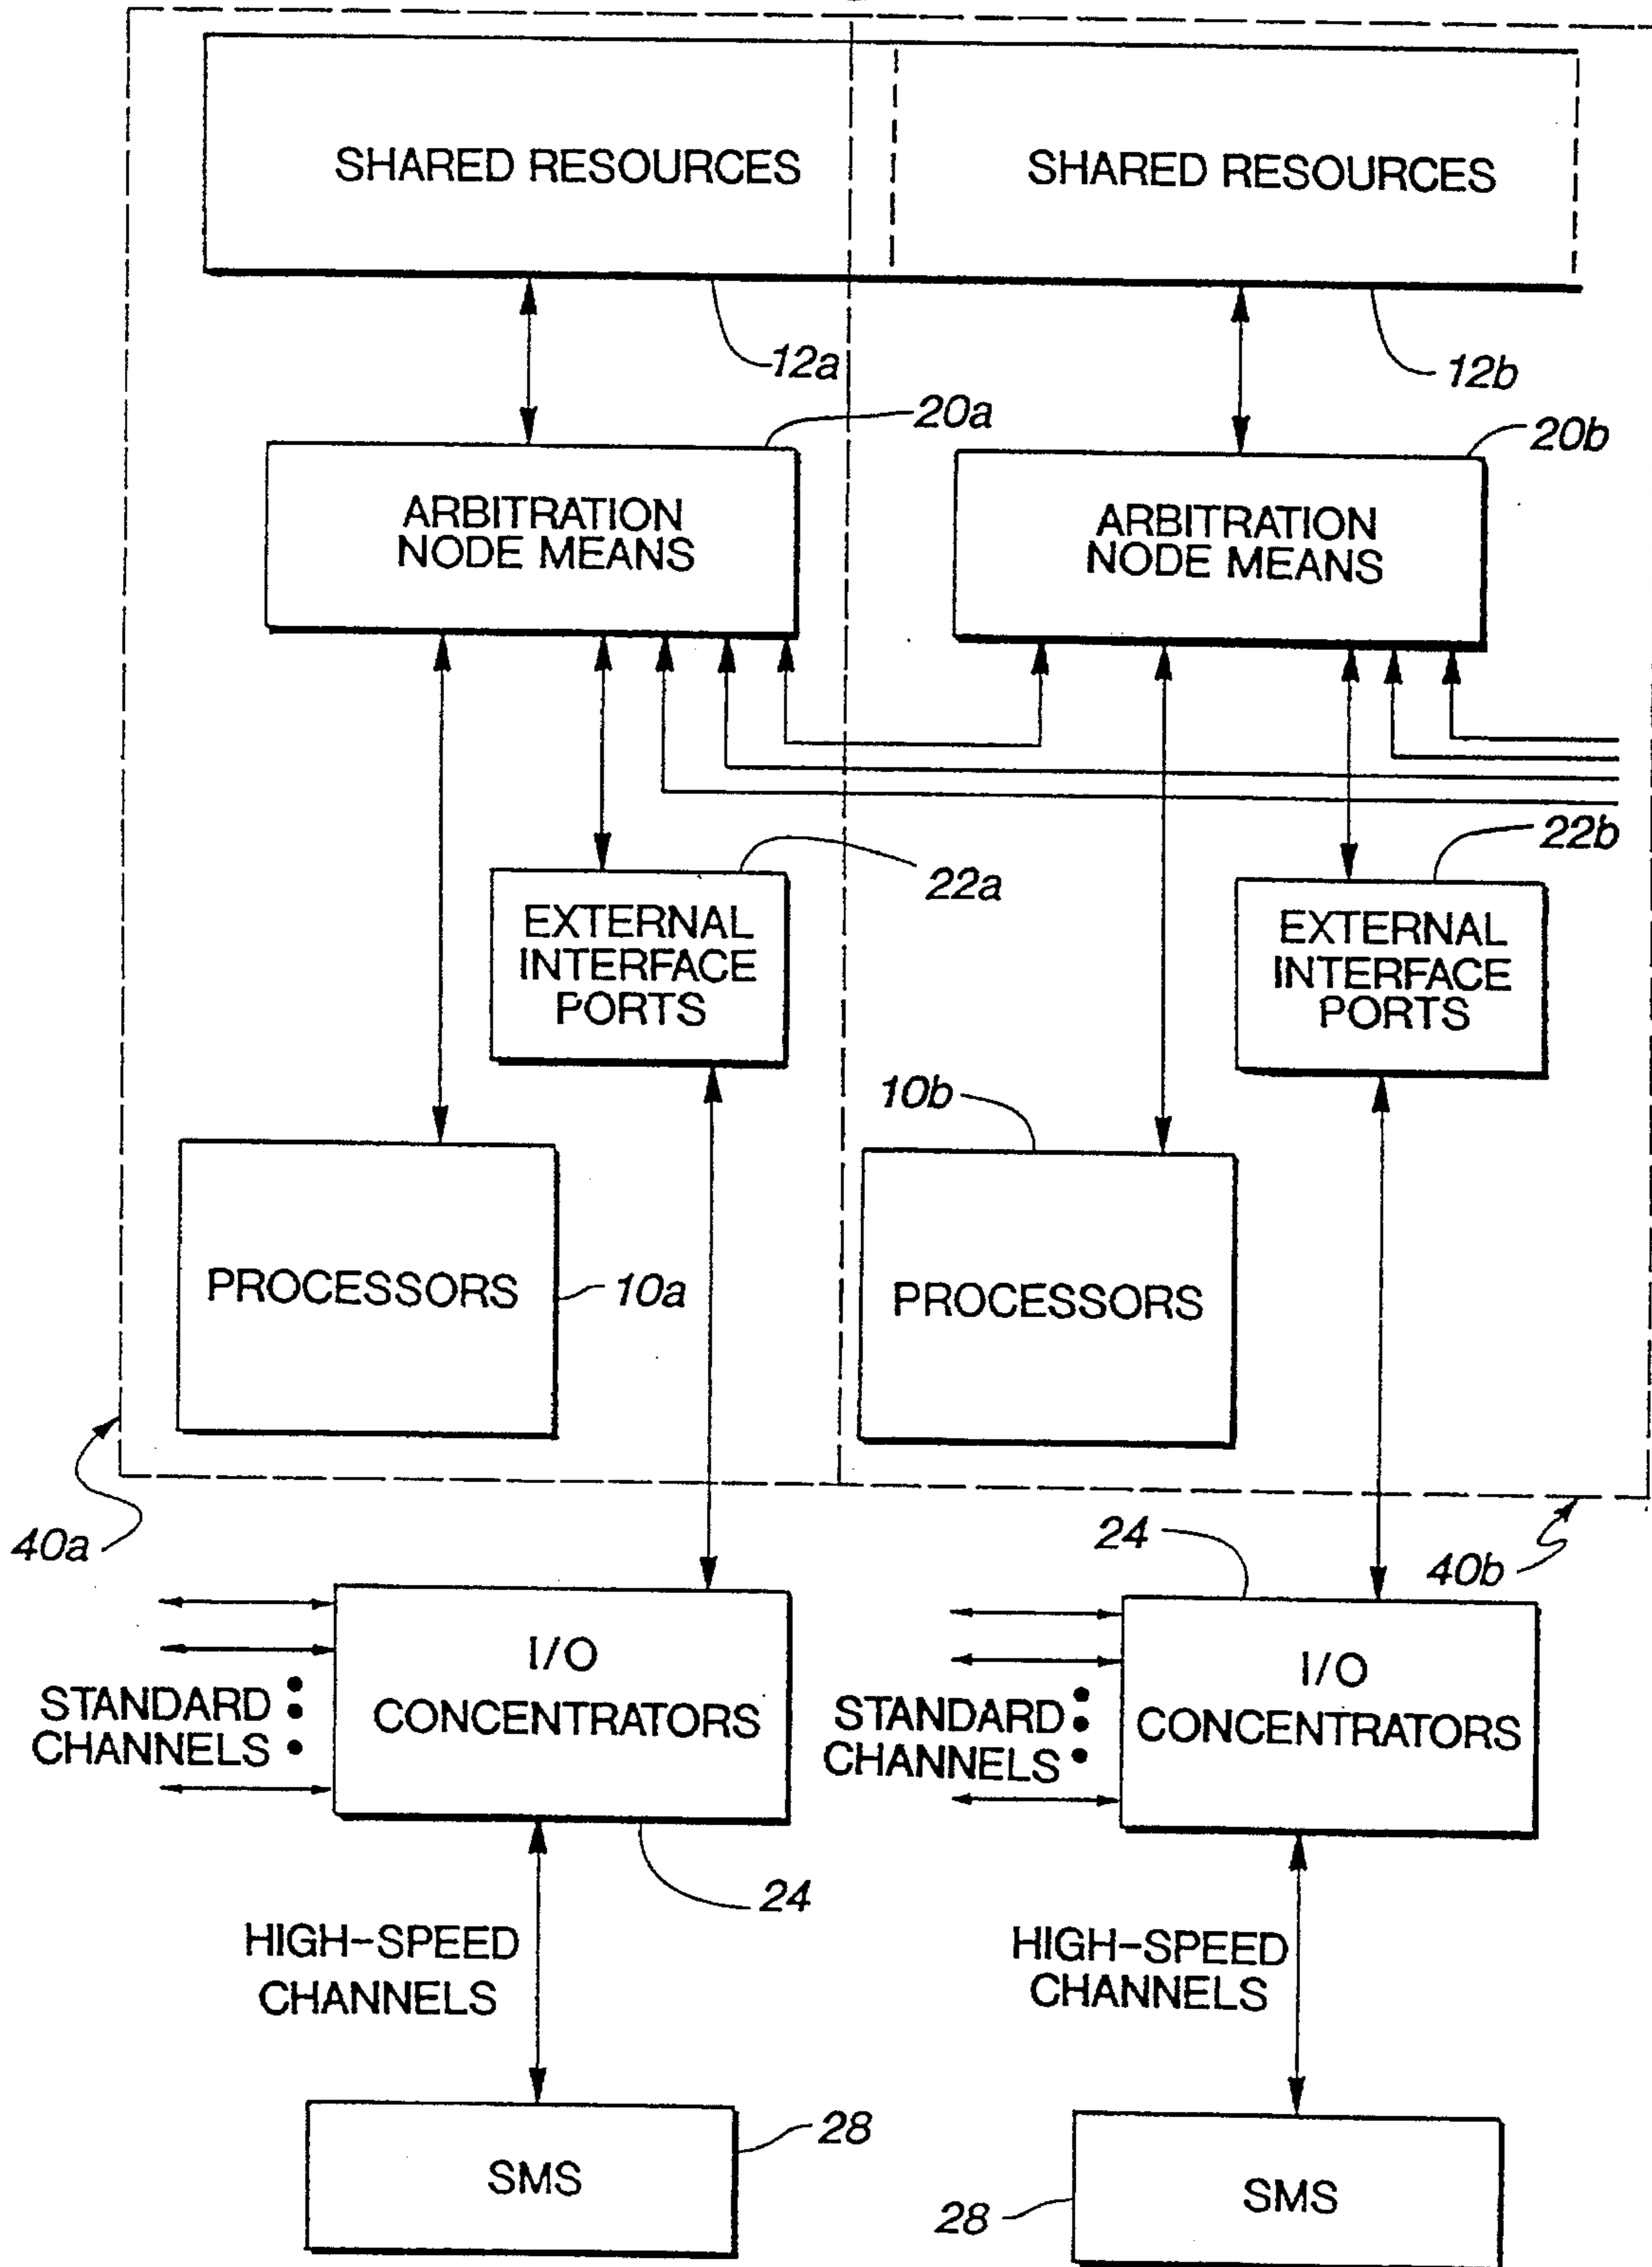 SHARED RESOURCES
SHARED RESOURCES
12a
12b
20a
20b
ARBITRATION
NODE MEANS
ARBITRATION
NODE MEANS
22a
22b
EXTERNAL
INTERFACE
PORTS
EXTERNAL
INTERFACE
PORTS
10b
PROCESSORS
10a
PROCESSORS
40a
24
40b
I/O
CONCENTRATORS
STANDARD
CHANNELS
I/O
CONCENTRATORS
STANDARD
CHANNELS
24
HIGH-SPEED
CHANNELS
HIGH-SPEED
CHANNELS
28
SMS
28
SMS